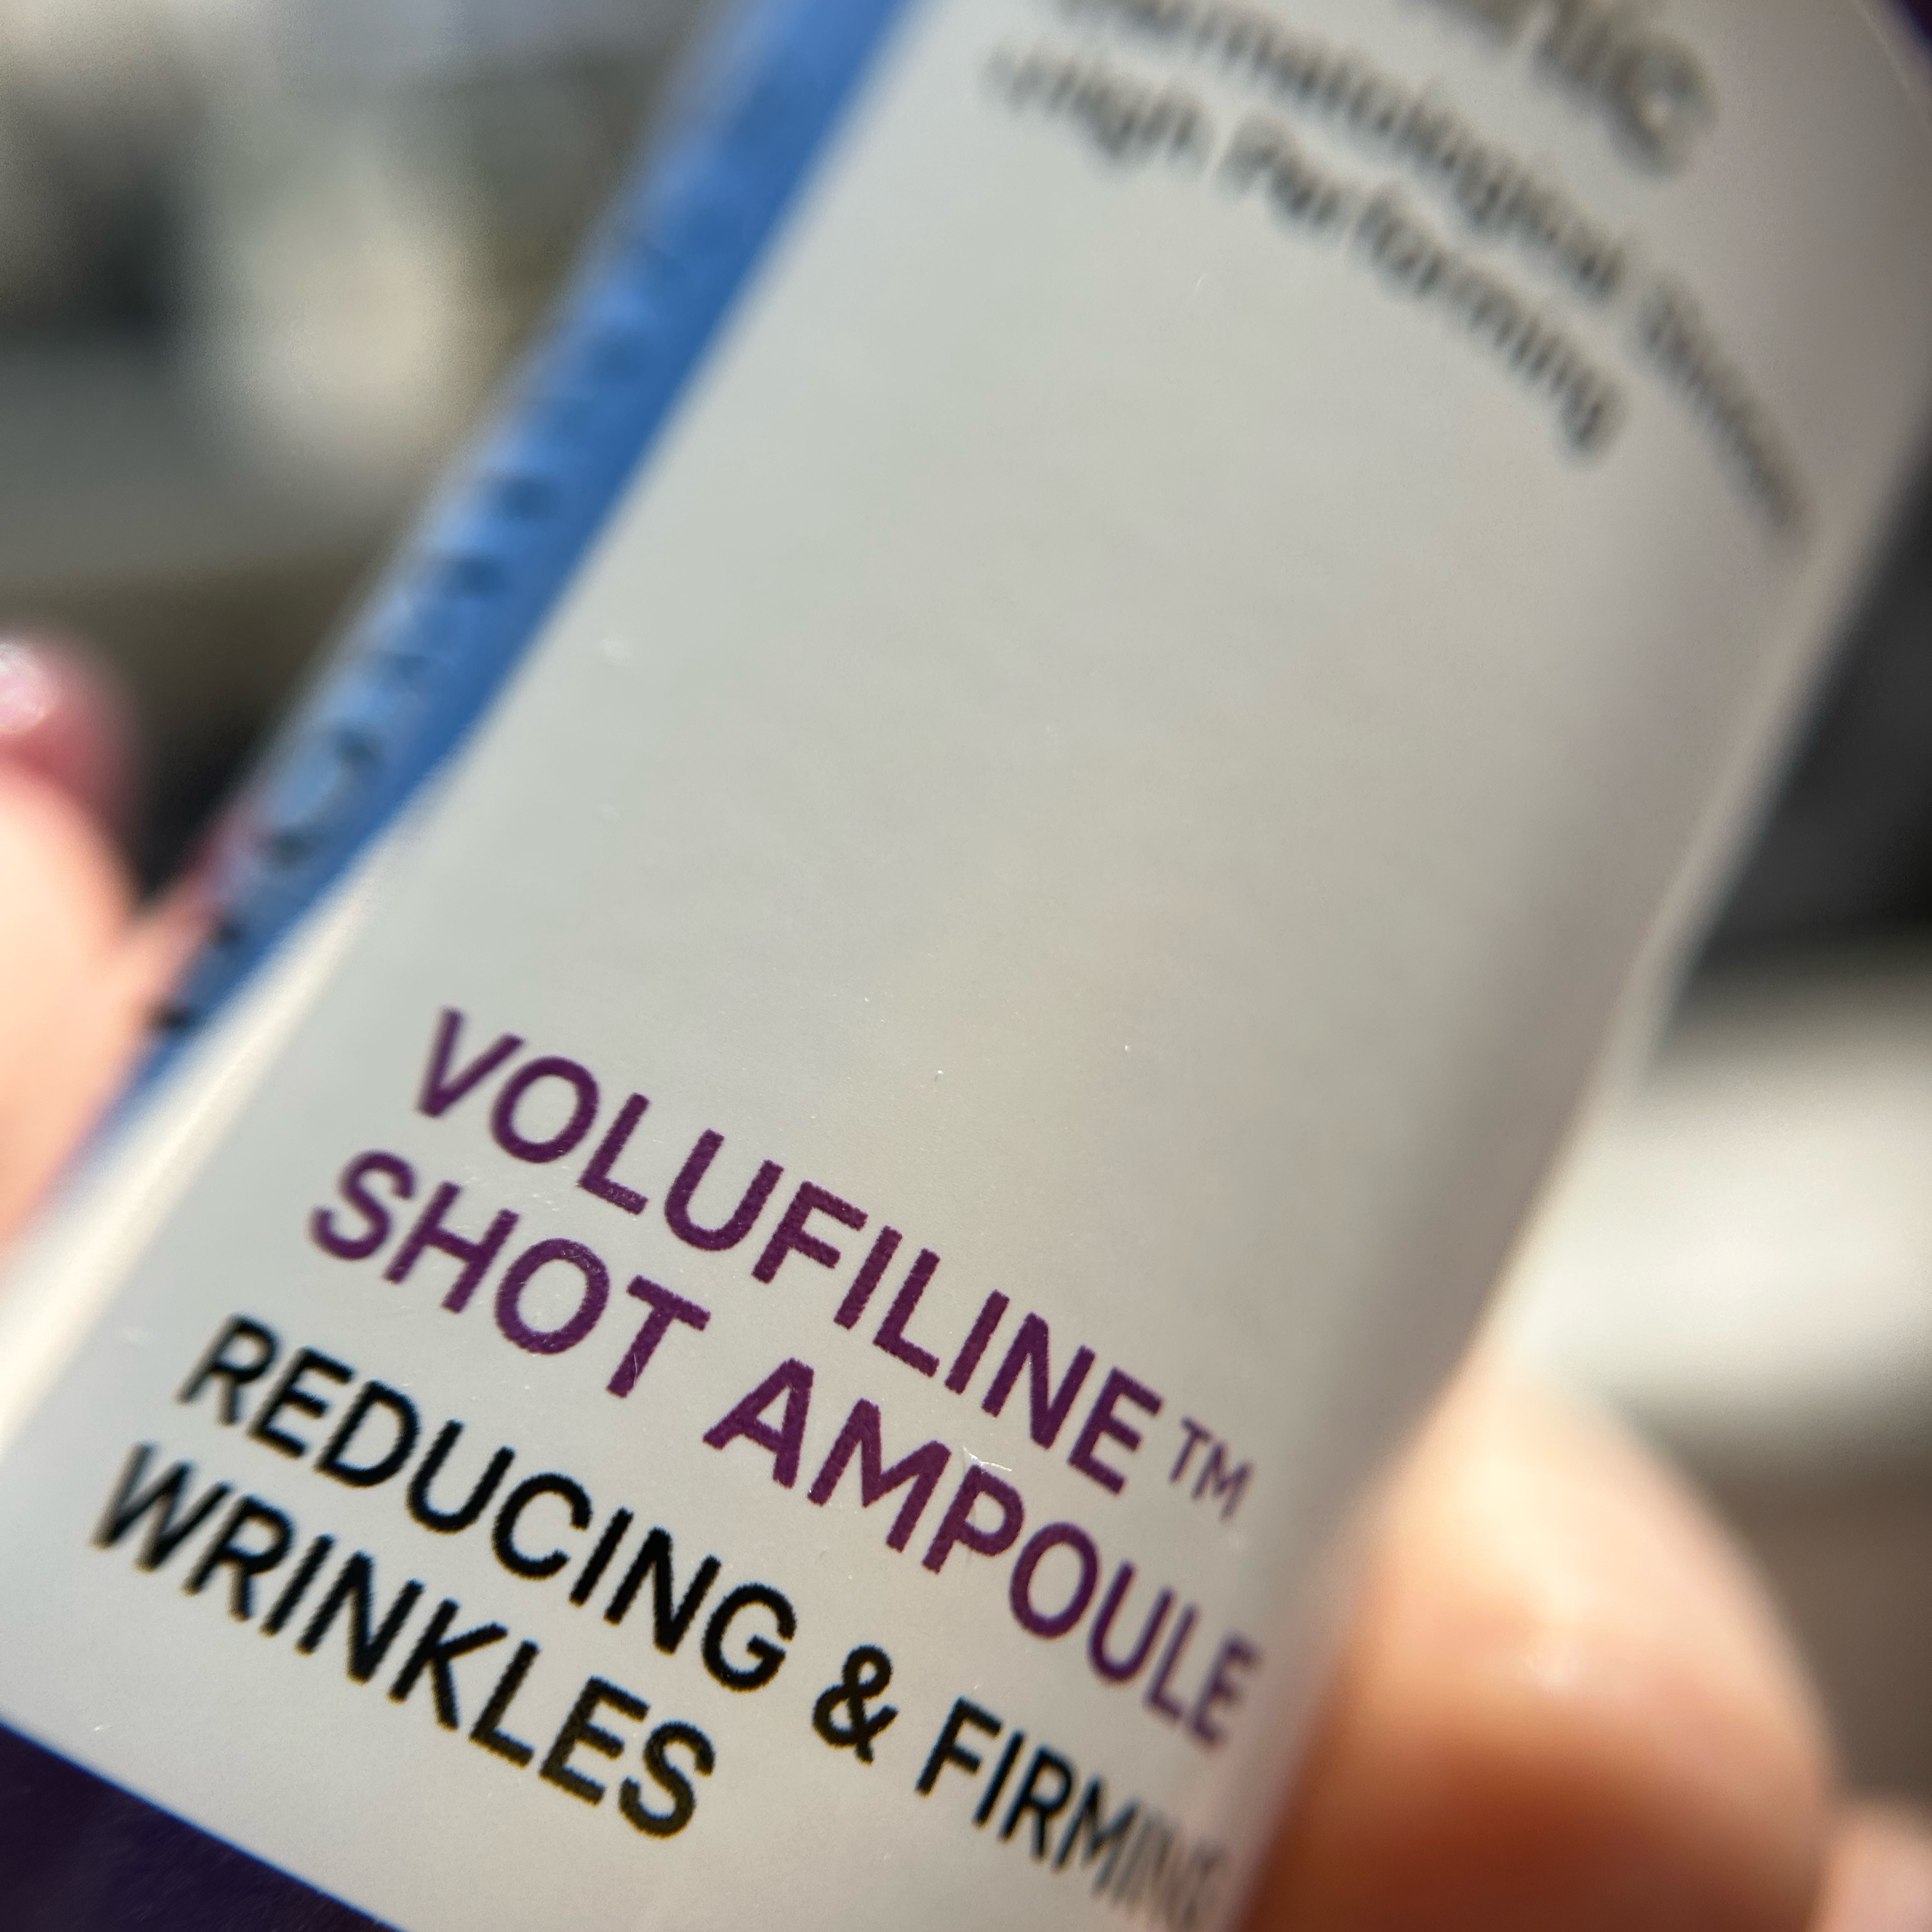 High Performing
VOLUFILINE™
SHOT AMPOULE
REDUCING & FIRMING
WRINKLES